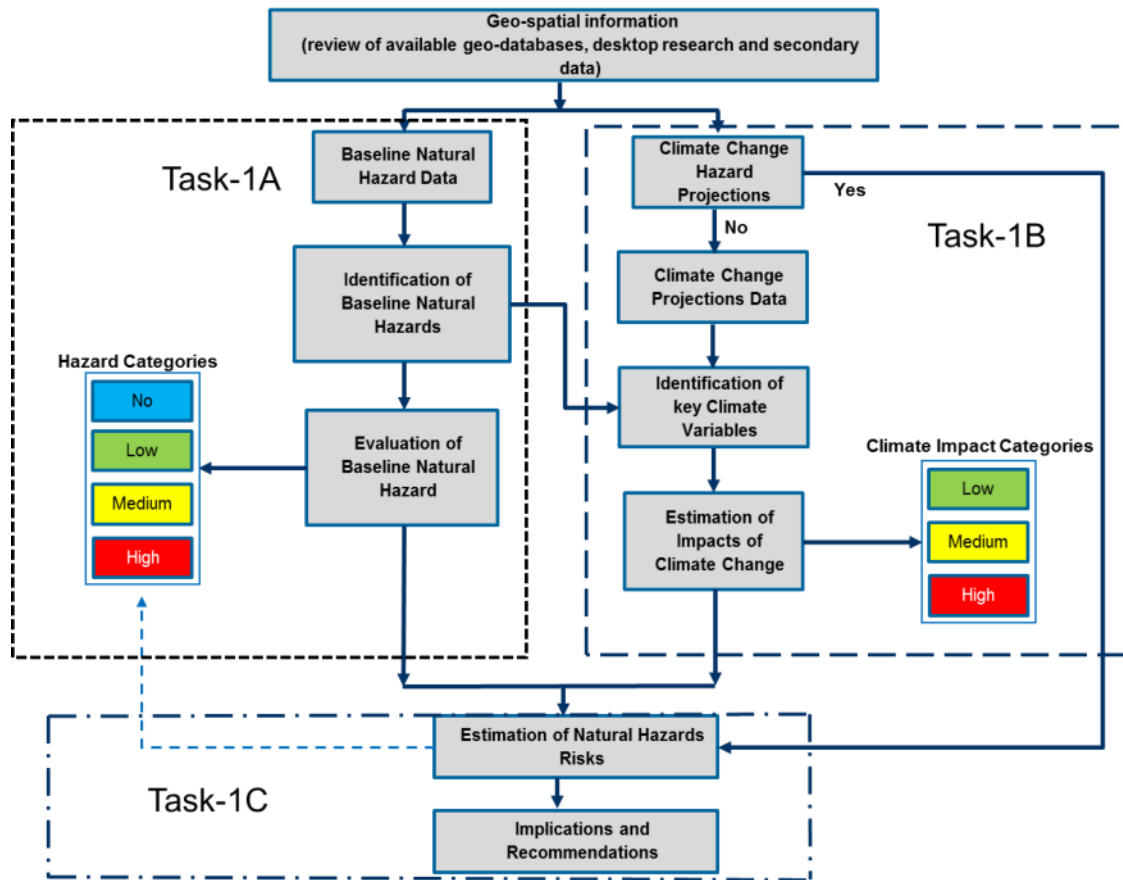 Geo-spatial information
(review of available geo-databases, desktop research and secondary
data)
Task-1A
Baseline Natural
Hazard Data
Identification of
Baseline Natural
Hazards
Evaluation of
Baseline Natural
Hazard
Hazard Categories
No
Low
Medium
High
Climate Change
Hazard
Projections
Yes
No
Task-1B
Climate Change
Projections Data
Identification of
key Climate
Variables
Estimation of
Impacts of
Climate Change
Climate Impact Categories
Low
Medium
High
Task-1C
Estimation of Natural Hazards
Risks
Implications and
Recommendations